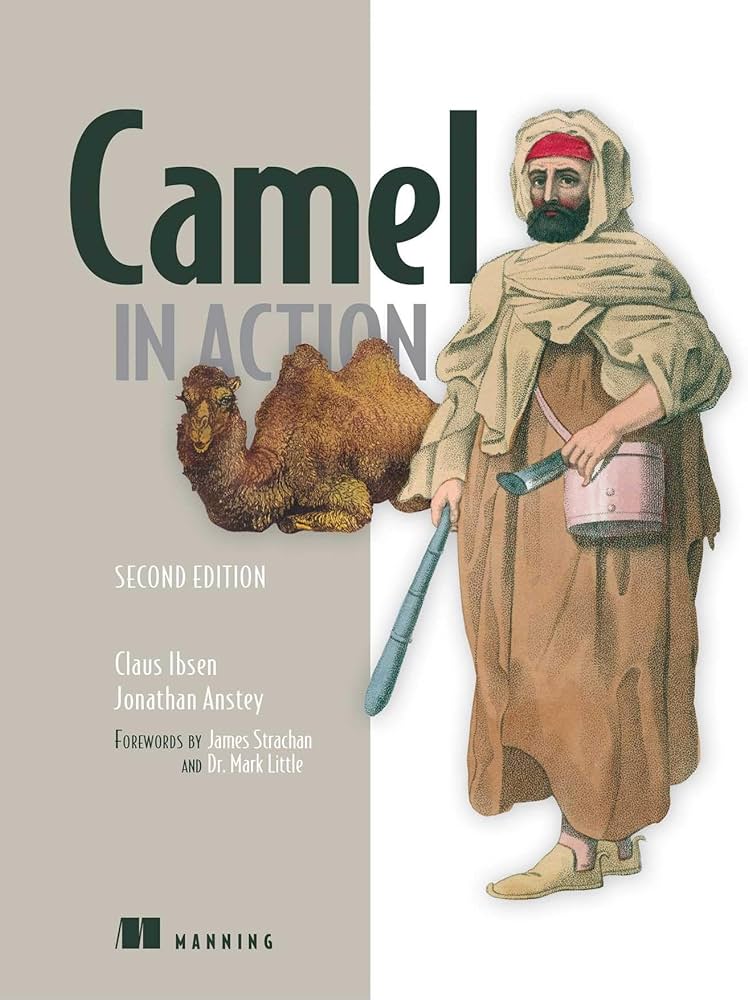 Camel
IN ACTION
SECOND EDITION
Claus Ibsen
Jonathan Anstey
FOREWORDS BY James Strachan
AND Dr. Mark Little
MANNING